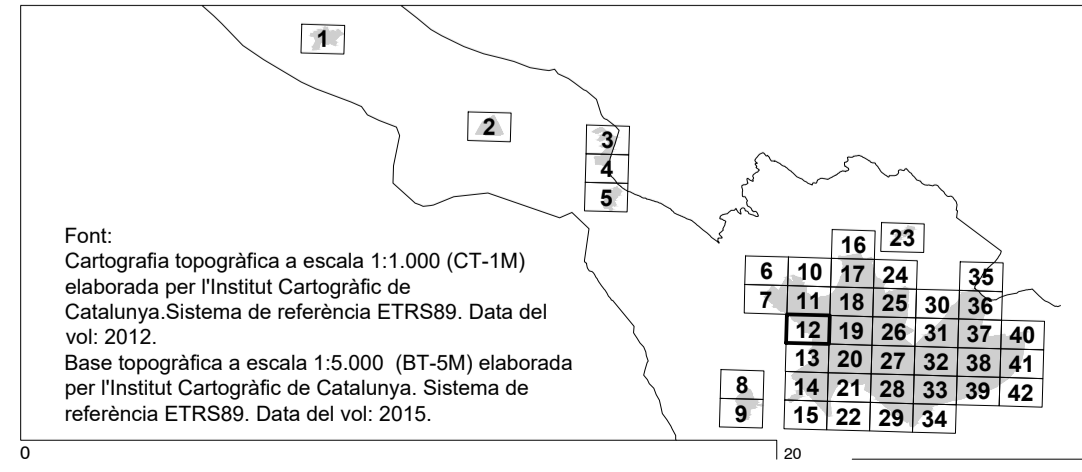 1
2
3
4
5
16 23
6 10 17 24 35
7 11 18 25 30 36
12 19 26 31 37 40
13 20 27 32 38 41
8 14 21 28 33 39 42
9 15 22 29 34
Font:
Cartografia topogràfica a escala 1:1.000 (CT-1M)
elaborada per l'Institut Cartogràfic de
Catalunya.Sistema de referència ETRS89. Data del
vol: 2012.
Base topogràfica a escala 1:5.000 (BT-5M) elaborada
per l'Institut Cartogràfic de Catalunya. Sistema de
referència ETRS89. Data del vol: 2015.
0 20